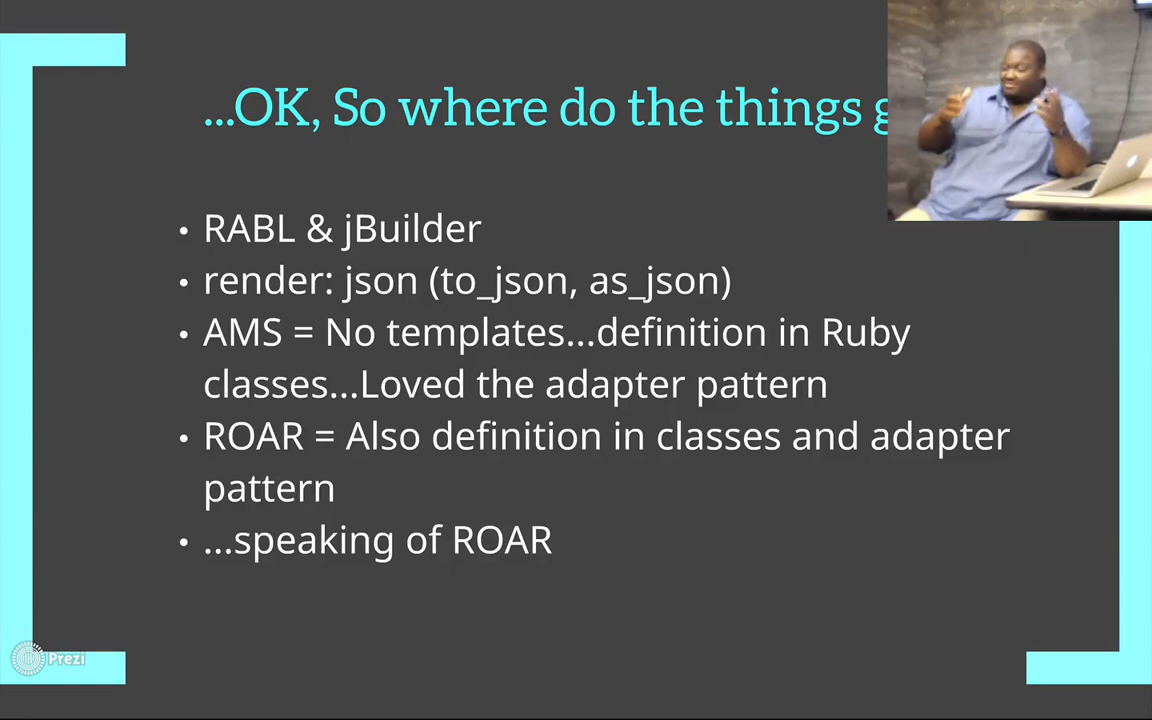 ...OK, So where do the things
• RABL & jBuilder
• render: json (to_json, as_json)
• AMS = No templates...definition in Ruby
classes...Loved the adapter pattern
• ROAR = Also definition in classes and adapter
pattern
• ...speaking of ROAR
Prezi